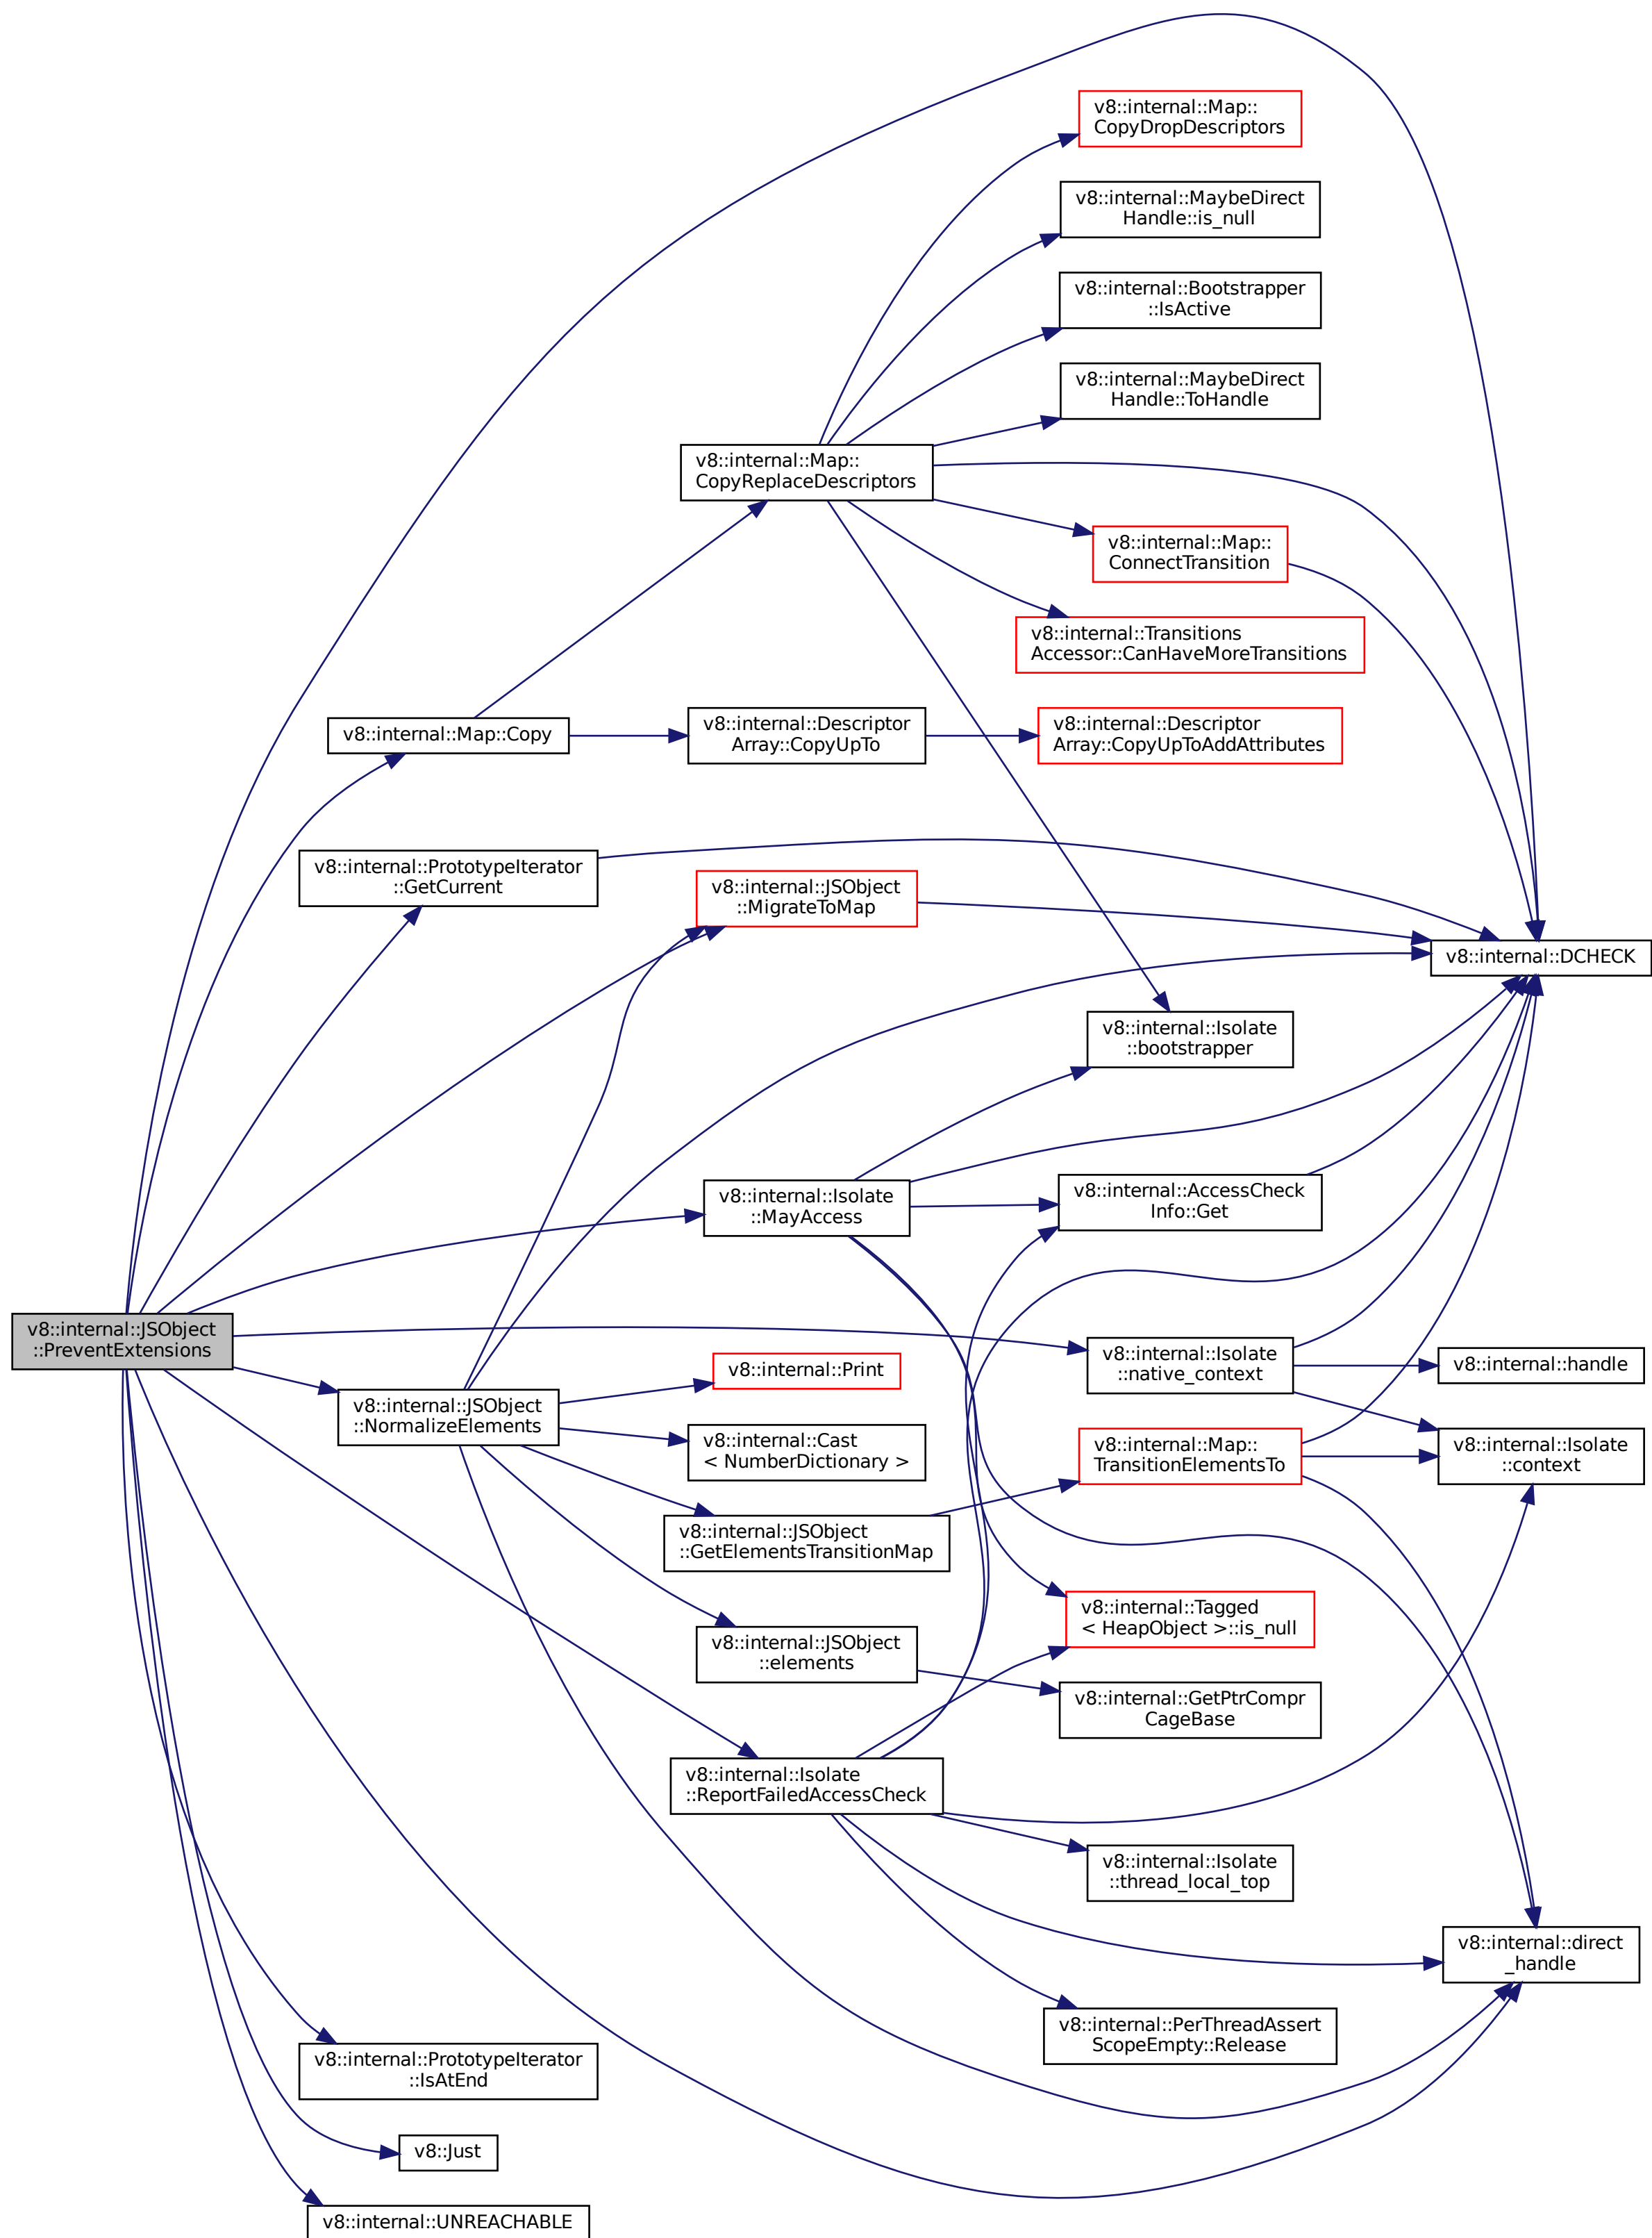 v8::internal::Map::
CopyDropDescriptors
v8::internal::MaybeDirect
Handle::is_null
v8::internal::Bootstrapper
::IsActive
v8::internal::MaybeDirect
Handle::ToHandle
v8::internal::Map::
CopyReplaceDescriptors
v8::internal::Map::
ConnectTransition
v8::internal::Transitions
Accessor::CanHaveMoreTransitions
v8::internal::Map::Copy
v8::internal::Descriptor
Array::CopyUpTo
v8::internal::Descriptor
Array::CopyUpToAddAttributes
v8::internal::PrototypeIterator
::GetCurrent
v8::internal::JSObject
::MigrateToMap
v8::internal::DCHECK
v8::internal::Isolate
::bootstrapper
v8::internal::Isolate
::MayAccess
v8::internal::AccessCheck
Info::Get
v8::internal::JSObject
::PreventExtensions
v8::internal::Isolate
::native_context
v8::internal::handle
v8::internal::Print
v8::internal::JSObject
::NormalizeElements
v8::internal::Cast
< NumberDictionary >
v8::internal::Map::
TransitionElementsTo
v8::internal::Isolate
::context
v8::internal::JSObject
::GetElementsTransitionMap
v8::internal::Tagged
< HeapObject >::is_null
v8::internal::JSObject
::elements
v8::internal::GetPtrCompr
CageBase
v8::internal::Isolate
::ReportFailedAccessCheck
v8::internal::Isolate
::thread_local_top
v8::internal::direct
_handle
v8::internal::PerThreadAssert
ScopeEmpty::Release
v8::internal::PrototypeIterator
::IsAtEnd
v8::Just
v8::internal::UNREACHABLE